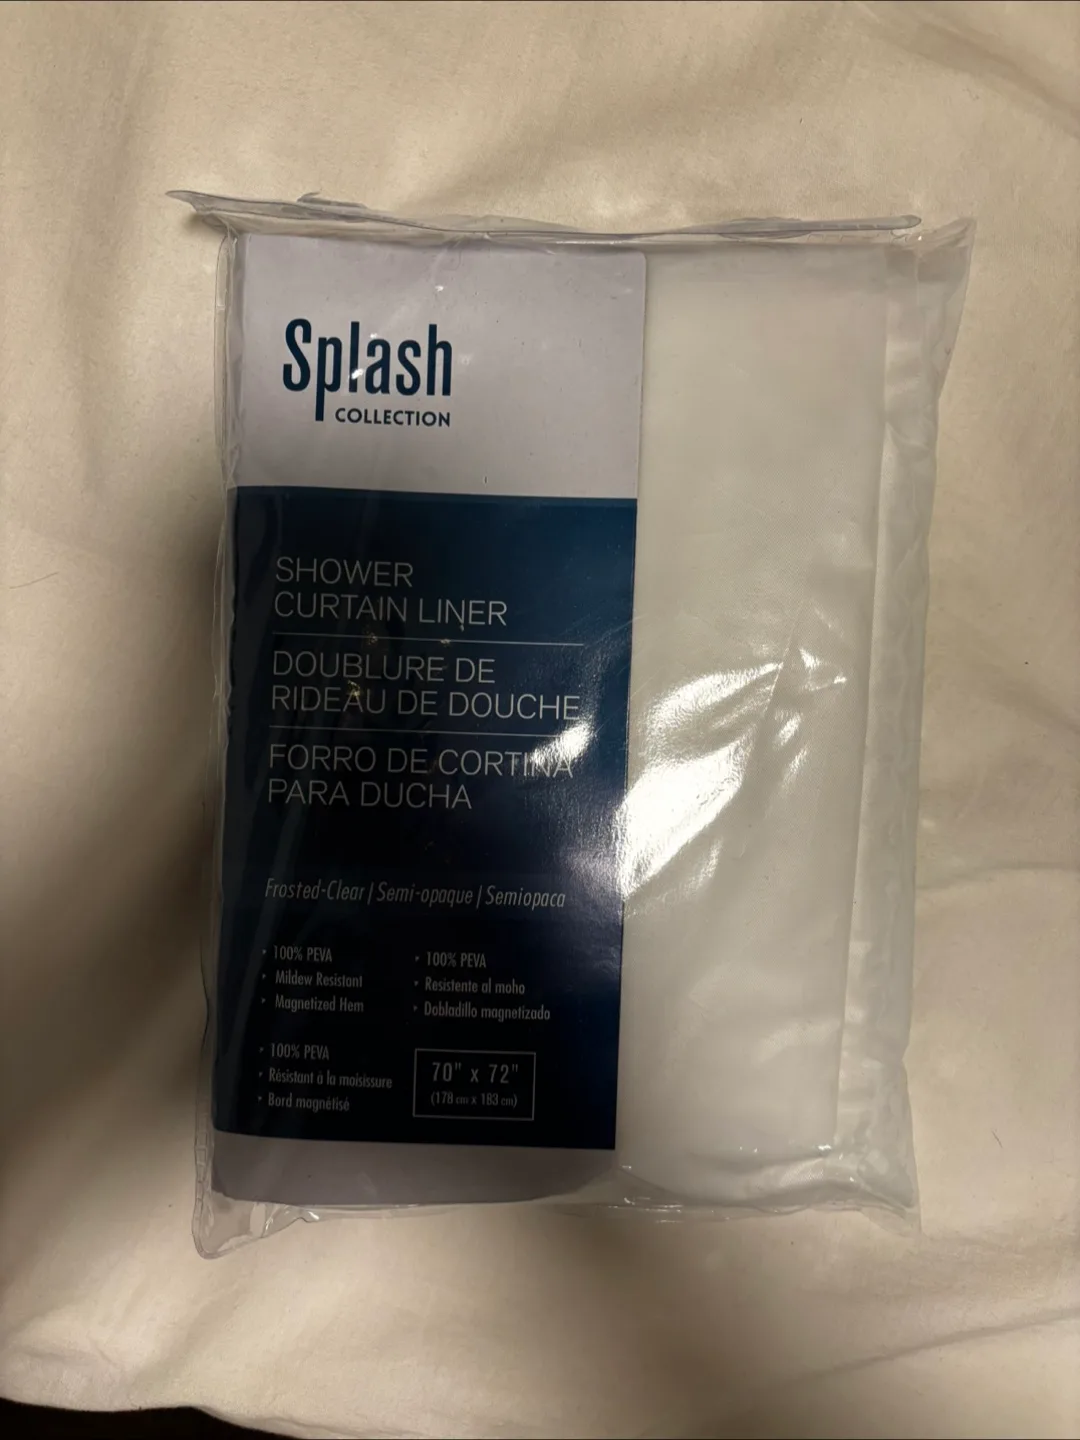 Splash
COLLECTION
SHOWER
CURTAIN LINER
DOUBLURE DE
RIDEAU DE DOUCHE
FORRO DE CORTINA
PARA DUCHA
Frosted-Clear | Semi-opaque | Semiopaca
• 100% PEVA
• Mildew Resistant
• Magnetized Hem
• 100% PEVA
• Resistente al moho
• Dobladillo magnetizado
• 100% PEVA
• Résistant à la moisissure
• Bord magnétisé
70" x 72"
(178 cm x 183 cm)